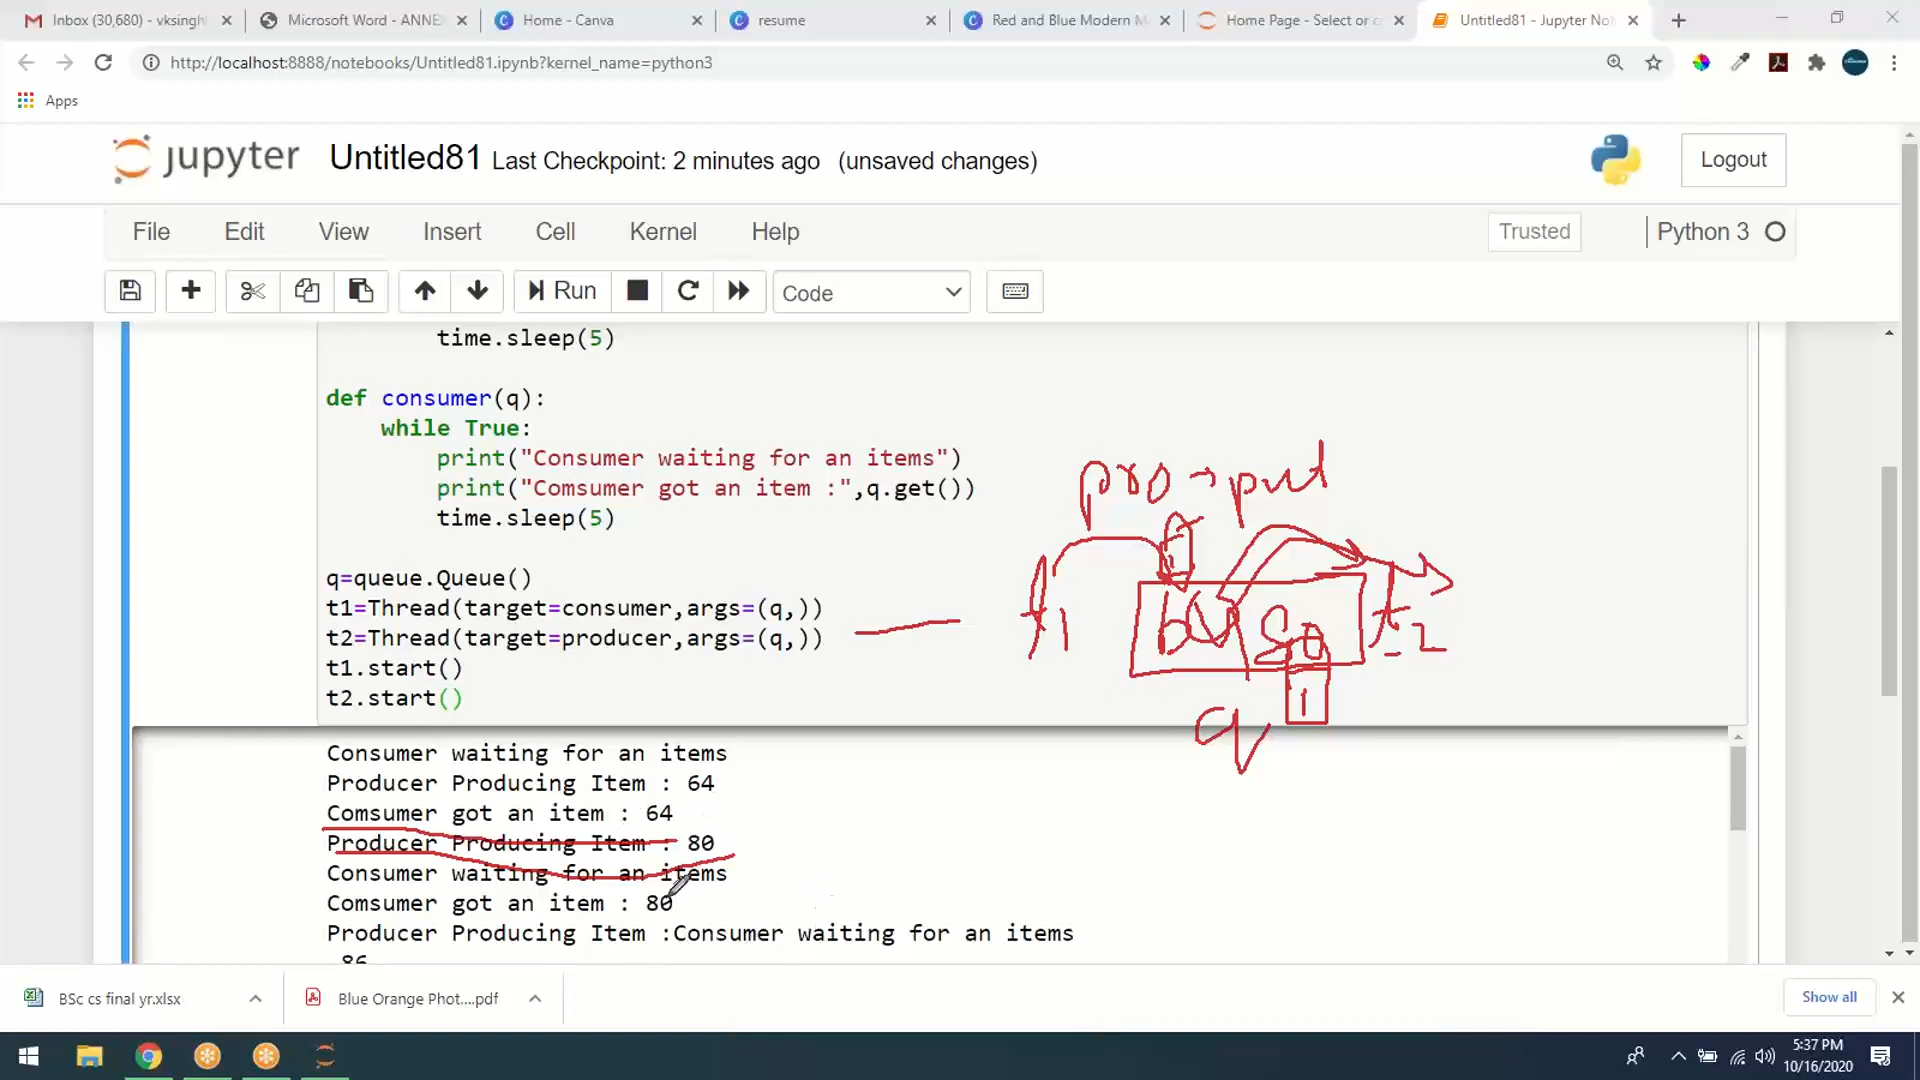 Inbox (30,680) - vksingh
Microsoft Word - ANNE
Home - Canva
resume
Red and Blue Modern M
Home Page - Select or c
Untitled81 - Jupyter Not
http://localhost:8888/notebooks/Untitled81.ipynb?kernel_name=python3
Apps
jupyter
Untitled81 Last Checkpoint: 2 minutes ago (unsaved changes)
Logout
File Edit View Insert Cell Kernel Help
Trusted
Python 3
Run
Code
time.sleep(5)
def consumer(q):
while True:
print("Consumer waiting for an items")
print("Comsumer got an item :",q.get())
time.sleep(5)
q=queue.Queue()
t1=Thread(target=consumer,args=(q,))
t2=Thread(target=producer,args=(q,))
t1.start()
t2.start()
pro → put
t1
t2
q
1
Consumer waiting for an items
Producer Producing Item : 64
Comsumer got an item : 64
Producer Producing Item : 80
Consumer waiting for an items
Comsumer got an item : 80
Producer Producing Item :Consumer waiting for an items
86
BSc cs final yr.xlsx
Blue Orange Phot....pdf
Show all
5:37 PM
10/16/2020